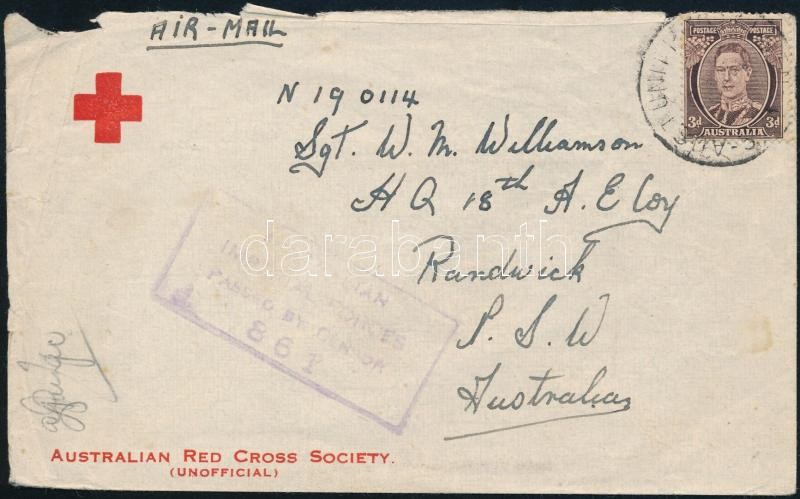 AIR-MAIL
POSTAGE POSTAGE
3d 3d
AUSTRALIA
N 19 0114
Sgt. W. M. Williamson
HQ 18th A. E Coy
Randwick
N. S. W
Australia
PASSED BY CENSOR
861
darabanth
AUSTRALIAN RED CROSS SOCIETY.
(UNOFFICIAL)